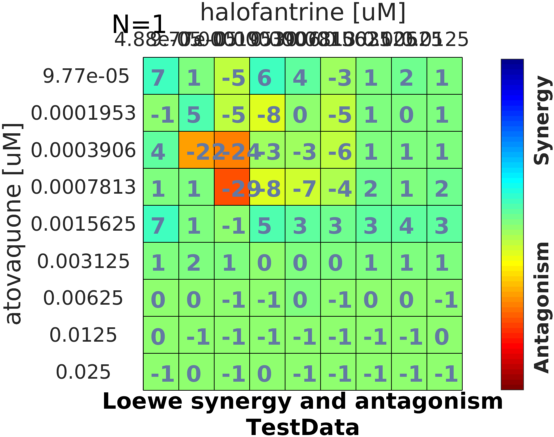 halofantrine [uM]
N=1
9.77e-05 7 1 -5 6 4 -3 1 2 1
0.0001953 -1 5 -5 -8 0 -5 1 0 1
0.0003906 4 -22 -24 -3 -3 -6 1 1 1
0.0007813 1 1 -29 -8 -7 -4 2 1 2
0.0015625 7 1 -1 5 3 3 3 4 3
0.003125 1 2 1 0 0 0 1 1 1
0.00625 0 0 -1 -1 0 -1 0 0 -1
0.0125 0 -1 -1 -1 -1 -1 -1 -1 0
0.025 -1 0 -1 0 -1 -1 -1 -1 -1
atovaquone [uM]
Synergy
Antagonism
Loewe synergy and antagonism
TestData